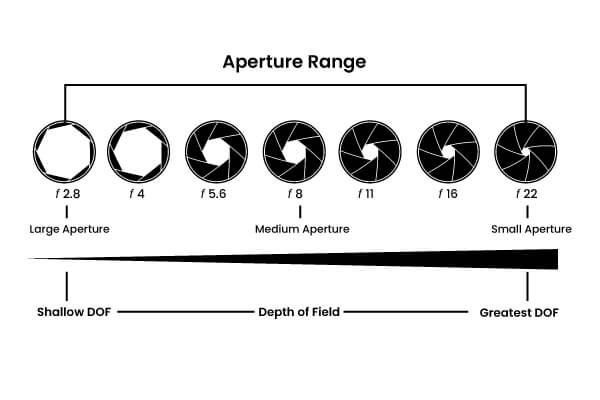 Aperture Range
f 2.8
f 4
f 5.6
f 8
f 11
f 16
f 22
Large Aperture
Medium Aperture
Small Aperture
Shallow DOF
Depth of Field
Greatest DOF